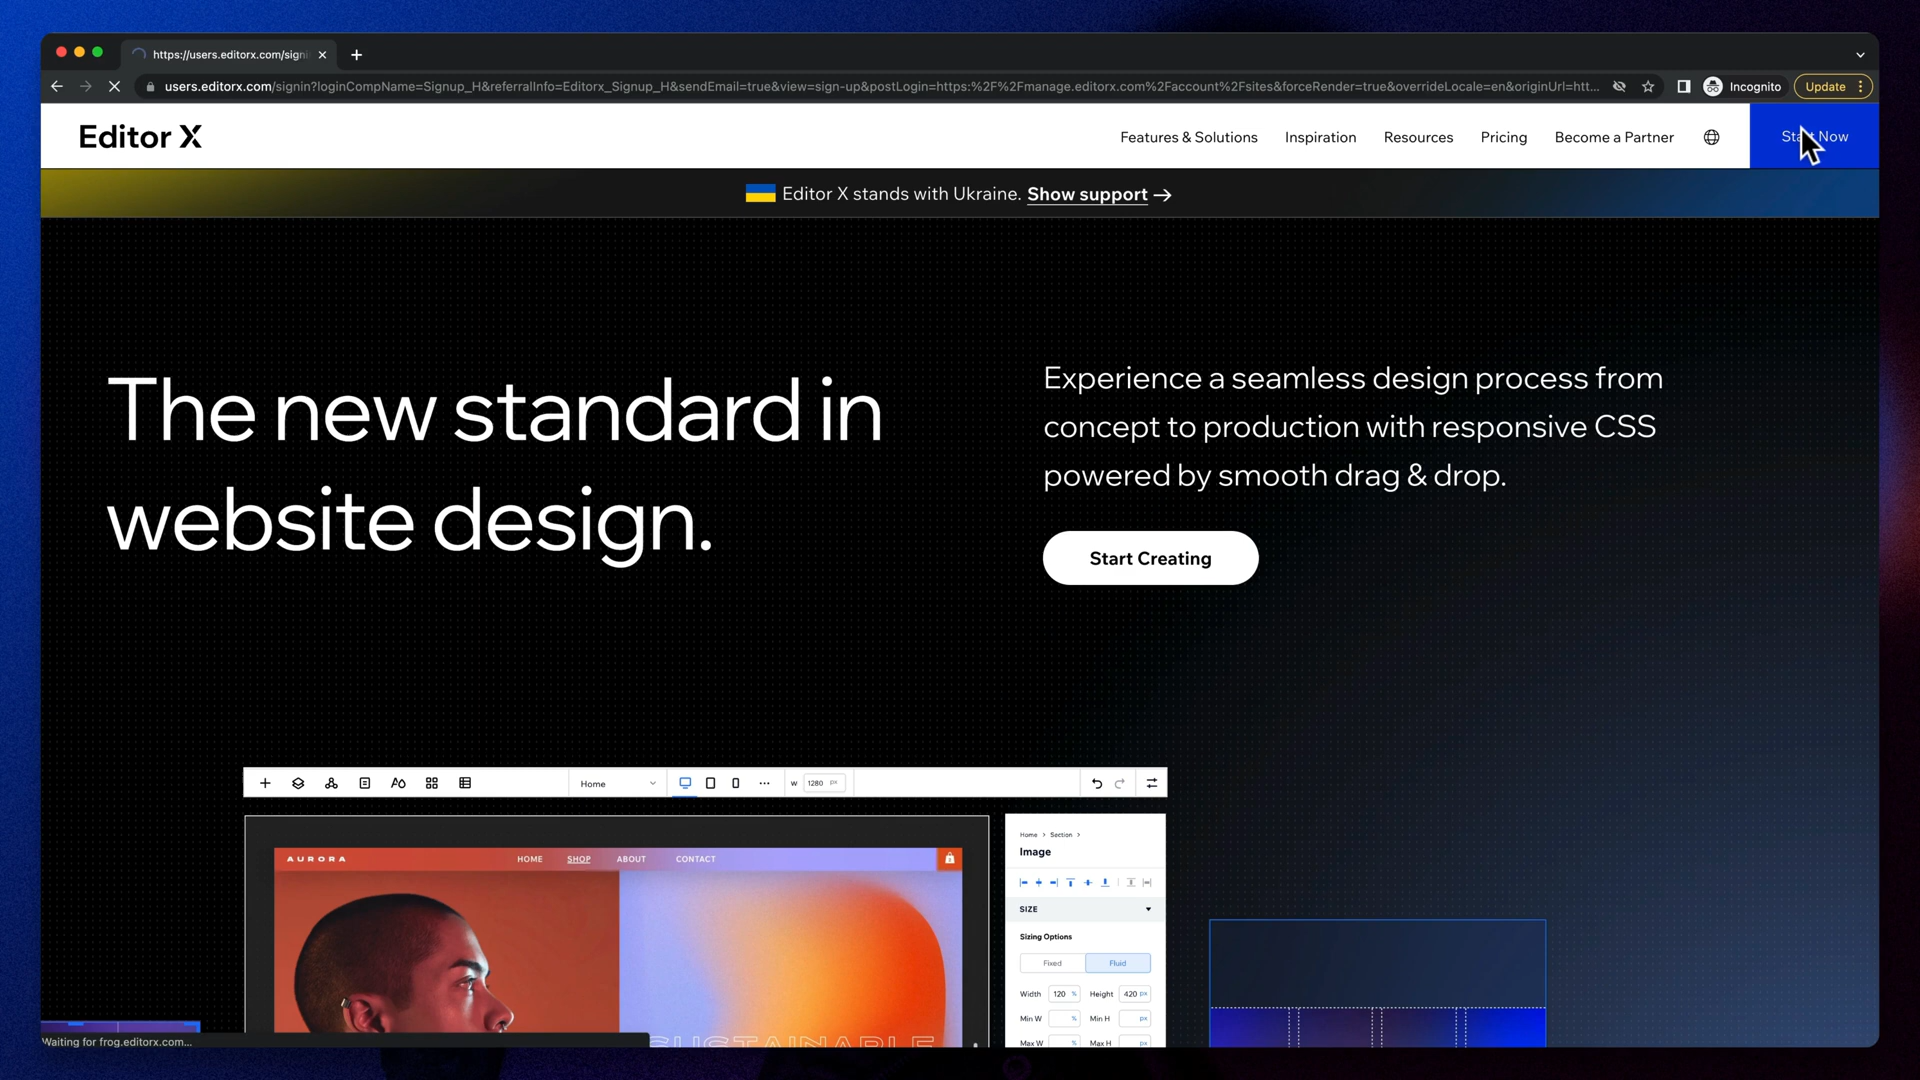 https://users.editorx.com/signi
users.editorx.com/signin?loginCompName=Signup_H&referralInfo=Editorx_Signup_H&sendEmail=true&view=sign-up&postLogin=https:%2F%2Fmanage.editorx.com%2Faccount%2Fsites&forceRender=true&overrideLocale=en&originUrl=htt...
Incognito
Update
Editor X
Features & Solutions
Inspiration
Resources
Pricing
Become a Partner
Start Now
Editor X stands with Ukraine. Show support →
The new standard in
website design.
Experience a seamless design process from
concept to production with responsive CSS
powered by smooth drag & drop.
Start Creating
Home
W 1280 px
AURORA
HOME
SHOP
ABOUT
CONTACT
SUSTAINABLE
Home > Section >
Image
SIZE
Sizing Options
Fixed
Fluid
Width 120 % Height 420 px
Min W % Min H px
Max W % Max H px
Waiting for frog.editorx.com...